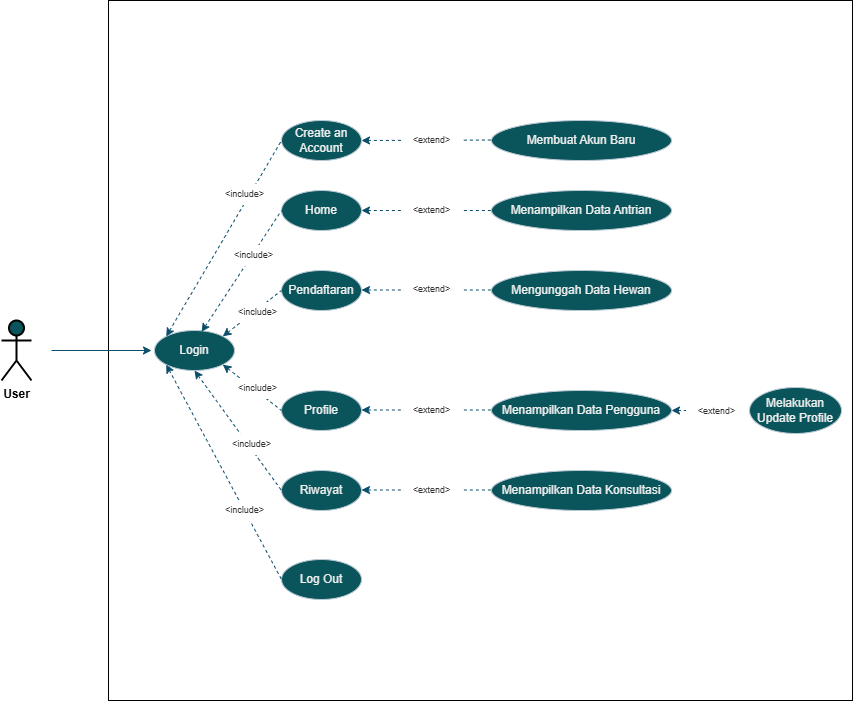 Create an
Account
<extend>
Membuat Akun Baru
<include>
Home
<extend>
Menampilkan Data Antrian
<include>
Pendaftaran
<extend>
Mengunggah Data Hewan
<include>
Login
User
<include>
Profile
<extend>
Menampilkan Data Pengguna
<extend>
Melakukan
Update Profile
<include>
Riwayat
<extend>
Menampilkan Data Konsultasi
<include>
Log Out